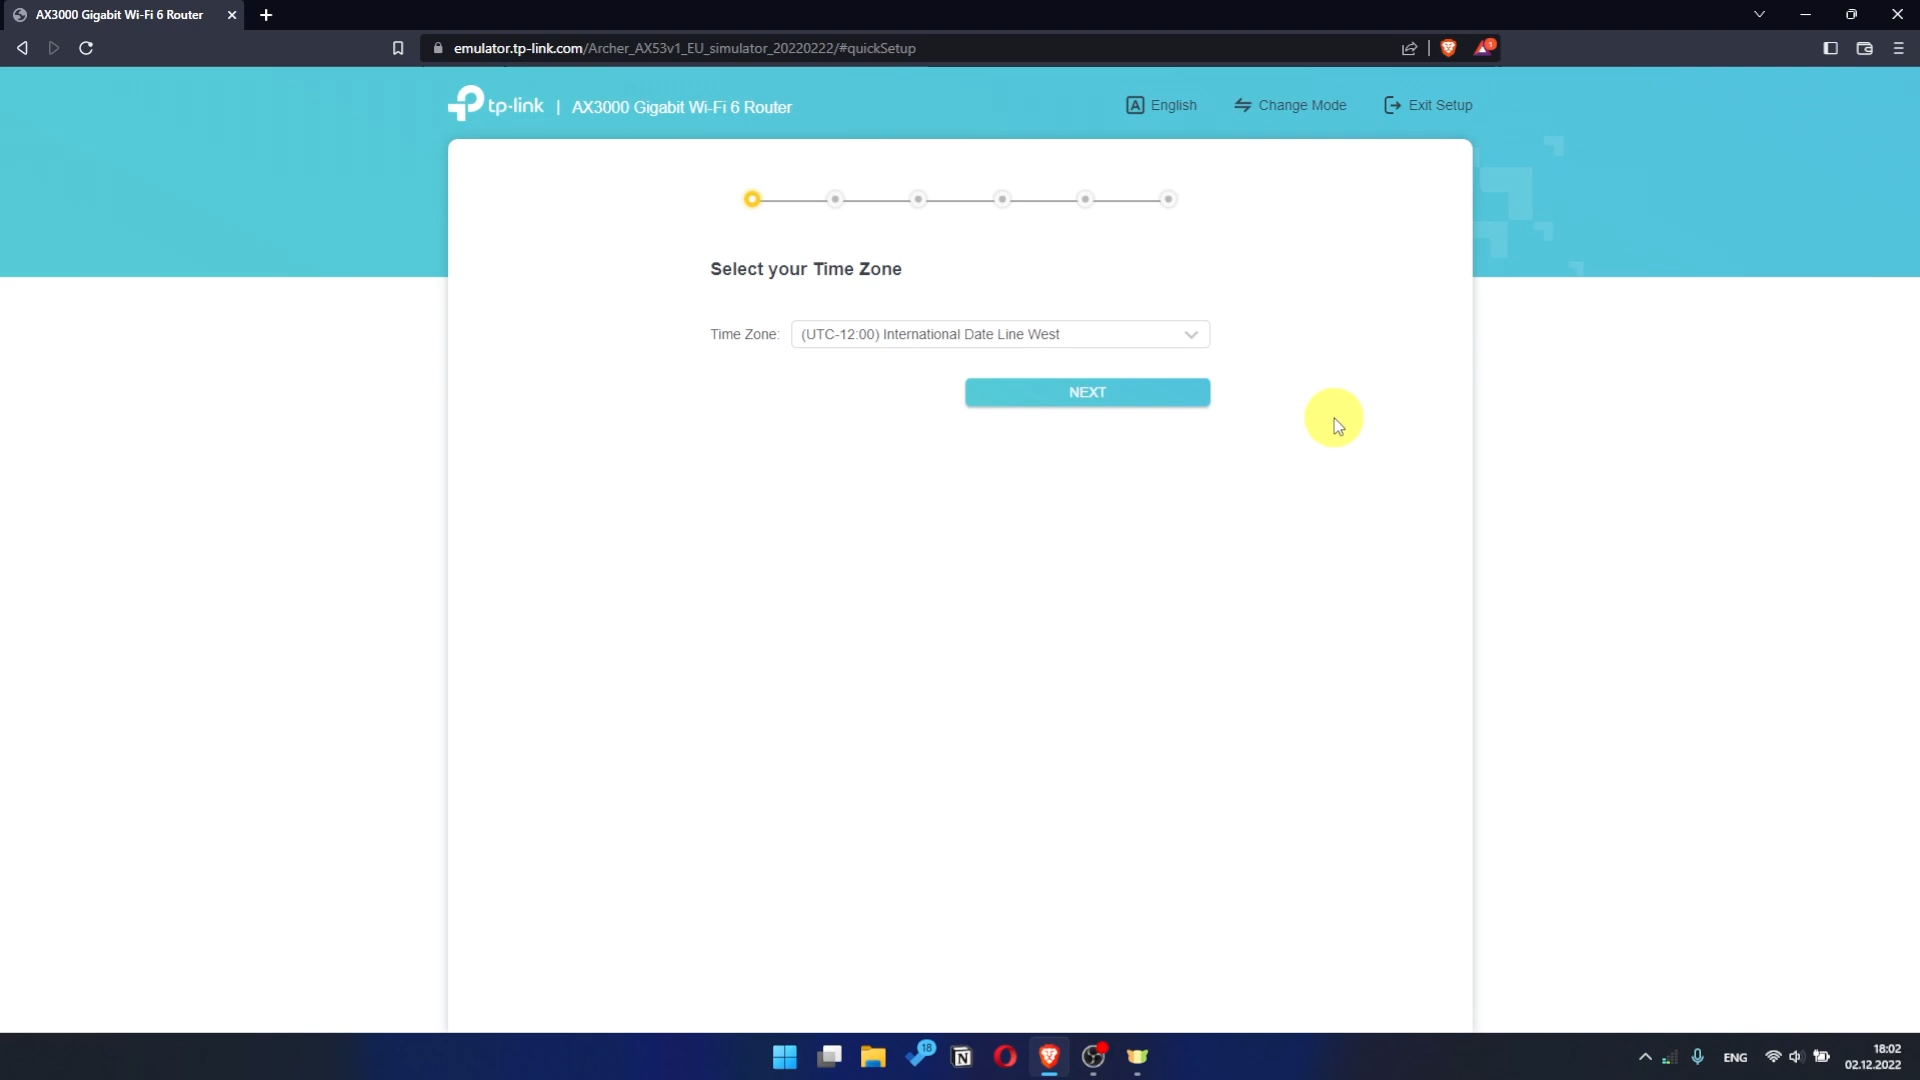 AX3000 Gigabit Wi-Fi 6 Router
emulator.tp-link.com/Archer_AX53v1_EU_simulator_20220222/#quickSetup
1
tp-link | AX3000 Gigabit Wi-Fi 6 Router
A English
Change Mode
Exit Setup
Select your Time Zone
Time Zone: (UTC-12:00) International Date Line West
NEXT
18
N
ENG
18:02
02.12.2022